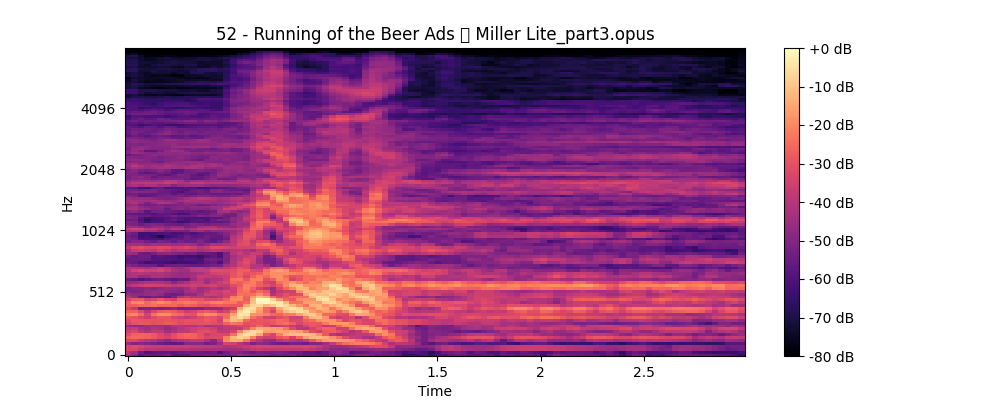 52 - Running of the Beer Ads ｜ Miller Lite_part3.opus
Hz
4096
2048
1024
512
0
0
0.5
1
1.5
2
2.5
Time
+0 dB
-10 dB
-20 dB
-30 dB
-40 dB
-50 dB
-60 dB
-70 dB
-80 dB